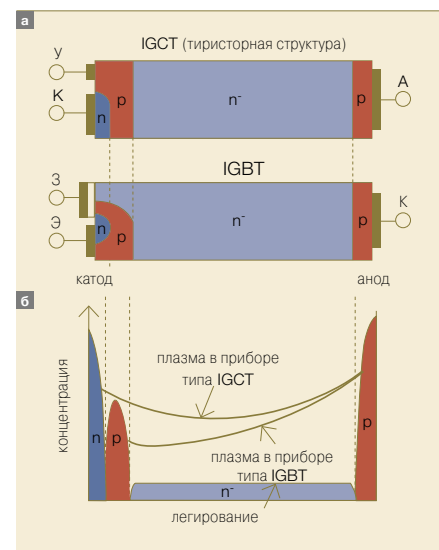 а
IGCT (тиристорная структура)
У
К
n
p
n-
p
А
IGBT
З
Э
n
p
n-
p
К
катод
анод
б
концентрация
плазма в приборе
типа IGCT
n
p
p
плазма в приборе
типа IGBT
n-
легирование